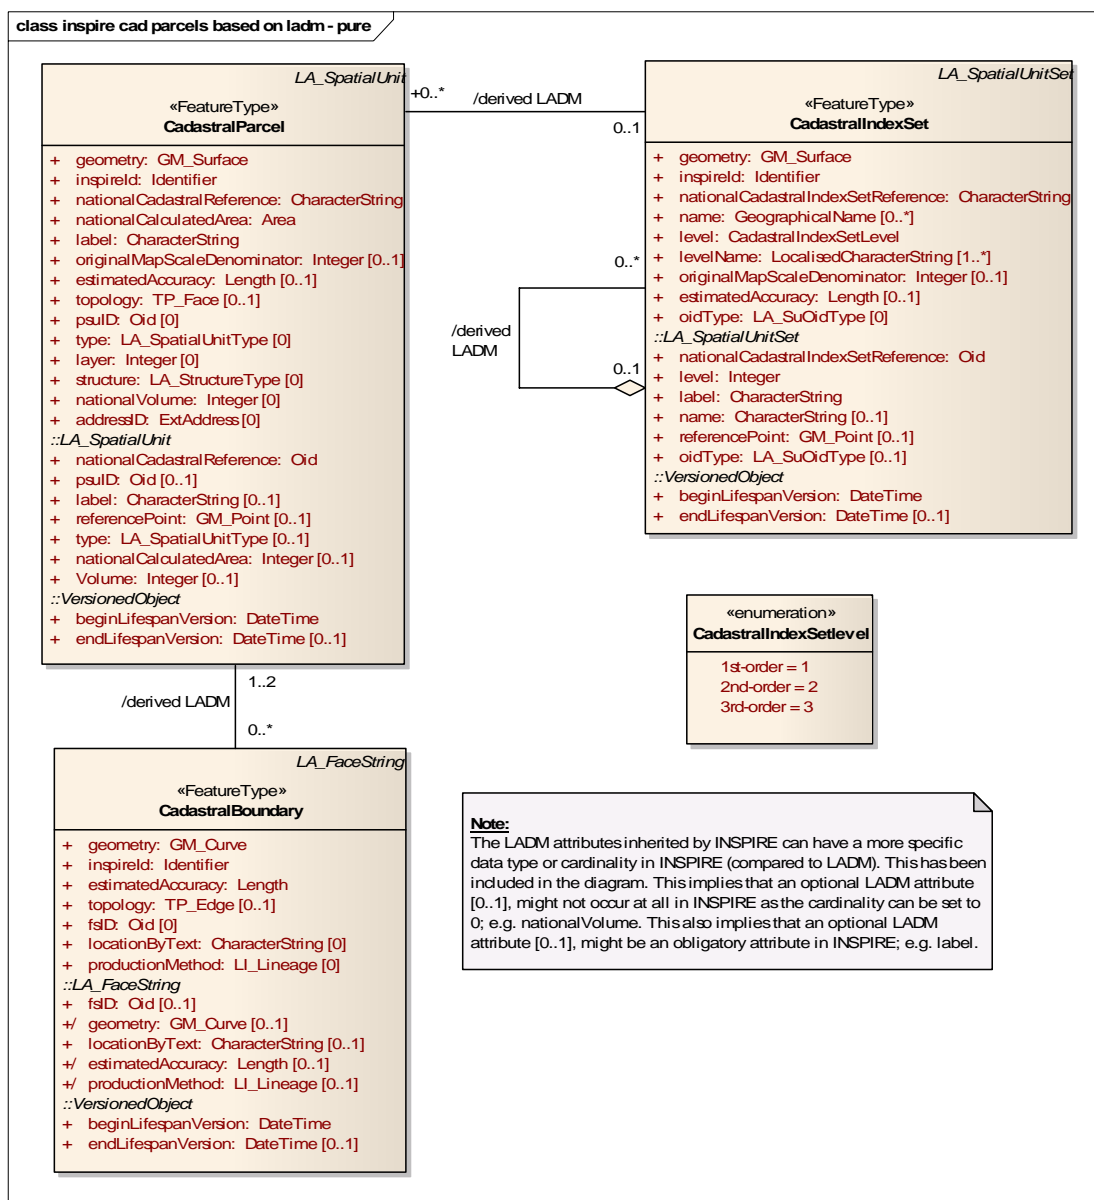 class inspire cad parcels based on ladm - pure
LA_SpatialUnit
«FeatureType»
CadastralParcel
+ geometry: GM_Surface
+ inspireId: Identifier
+ nationalCadastralReference: CharacterString
+ nationalCalculatedArea: Area
+ label: CharacterString
+ originalMapScaleDenominator: Integer [0..1]
+ estimatedAccuracy: Length [0..1]
+ topology: TP_Face [0..1]
+ psuID: Oid [0]
+ type: LA_SpatialUnitType [0]
+ layer: Integer [0]
+ structure: LA_StructureType [0]
+ nationalVolume: Integer [0]
+ addressID: ExtAddress [0]
::LA_SpatialUnit
+ nationalCadastralReference: Oid
+ psuID: Oid [0..1]
+ label: CharacterString [0..1]
+ referencePoint: GM_Point [0..1]
+ type: LA_SpatialUnitType [0..1]
+ nationalCalculatedArea: Integer [0..1]
+ Volume: Integer [0..1]
::VersionedObject
+ beginLifespanVersion: DateTime
+ endLifespanVersion: DateTime [0..1]
+0..*
/derived LADM
0..1
LA_SpatialUnitSet
«FeatureType»
CadastralIndexSet
+ geometry: GM_Surface
+ inspireId: Identifier
+ nationalCadastralIndexSetReference: CharacterString
+ name: GeographicalName [0..*]
+ level: CadastralIndexSetLevel
+ levelName: LocalisedCharacterString [1..*]
+ originalMapScaleDenominator: Integer [0..1]
+ estimatedAccuracy: Length [0..1]
+ oidType: LA_SuOidType [0]
::LA_SpatialUnitSet
+ nationalCadastralIndexSetReference: Oid
+ level: Integer
+ label: CharacterString
+ name: CharacterString [0..1]
+ referencePoint: GM_Point [0..1]
+ oidType: LA_SuOidType [0..1]
::VersionedObject
+ beginLifespanVersion: DateTime
+ endLifespanVersion: DateTime [0..1]
0..*
/derived
LADM
0..1
«enumeration»
CadastralIndexSetlevel
1st-order = 1
2nd-order = 2
3rd-order = 3
1..2
/derived LADM
0..*
LA_FaceString
«FeatureType»
CadastralBoundary
+ geometry: GM_Curve
+ inspireId: Identifier
+ estimatedAccuracy: Length
+ topology: TP_Edge [0..1]
+ fsID: Oid [0]
+ locationByText: CharacterString [0]
+ productionMethod: LI_Lineage [0]
::LA_FaceString
+ fsID: Oid [0..1]
+/ geometry: GM_Curve [0..1]
+ locationByText: CharacterString [0..1]
+/ estimatedAccuracy: Length [0..1]
+/ productionMethod: LI_Lineage [0..1]
::VersionedObject
+ beginLifespanVersion: DateTime
+ endLifespanVersion: DateTime [0..1]
Note:
The LADM attributes inherited by INSPIRE can have a more specific
data type or cardinality in INSPIRE (compared to LADM). This has been
included in the diagram. This implies that an optional LADM attribute
[0..1], might not occur at all in INSPIRE as the cardinality can be set to
0; e.g. nationalVolume. This also implies that an optional LADM
attribute [0..1], might be an obligatory attribute in INSPIRE; e.g. label.